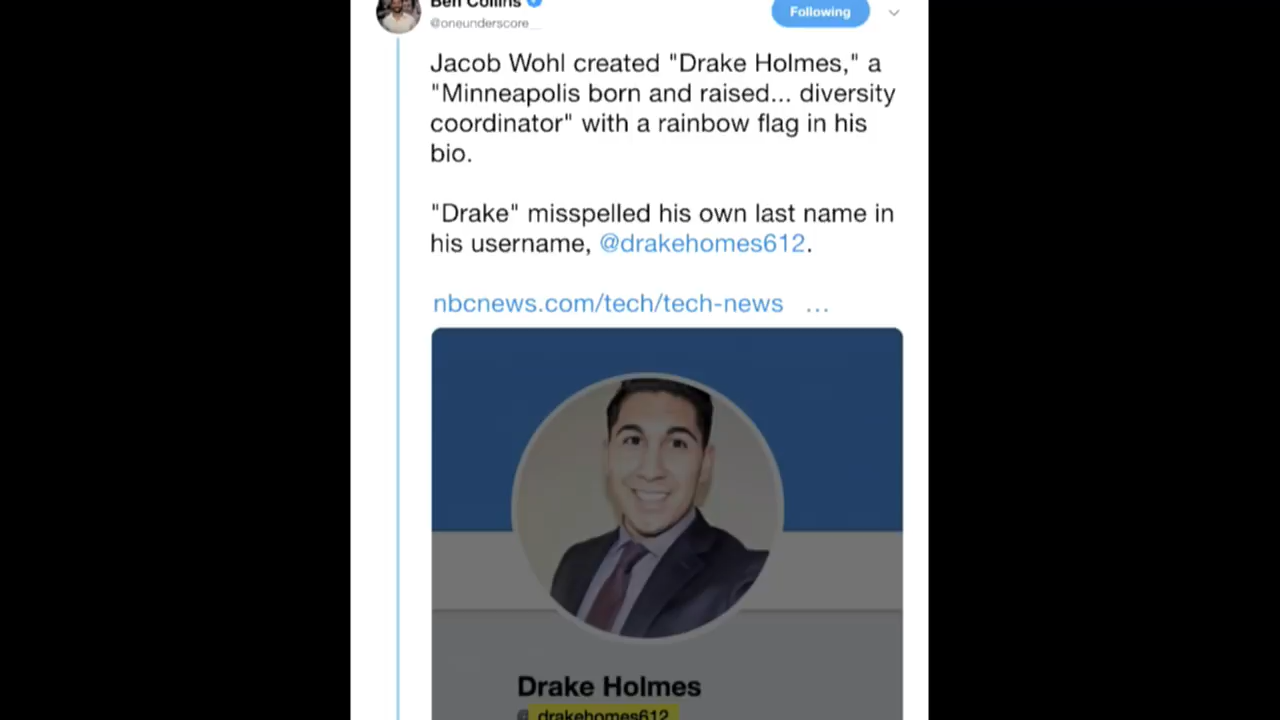 Ben Collins
@oneunderscore__
Following
Jacob Wohl created "Drake Holmes," a
"Minneapolis born and raised... diversity
coordinator" with a rainbow flag in his
bio.
"Drake" misspelled his own last name in
his username, @drakehomes612.
nbcnews.com/tech/tech-news ...
Drake Holmes
@drakehomes612